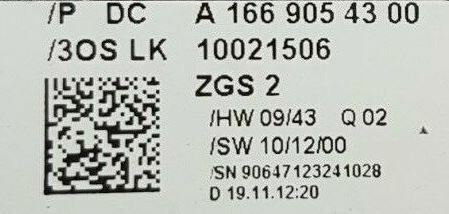 /P DC A 166 905 43 00
/3OS LK 10021506
ZGS 2
/HW 09/43 Q 02
/SW 10/12/00
/SN 90647123241028
D 19.11.12:20